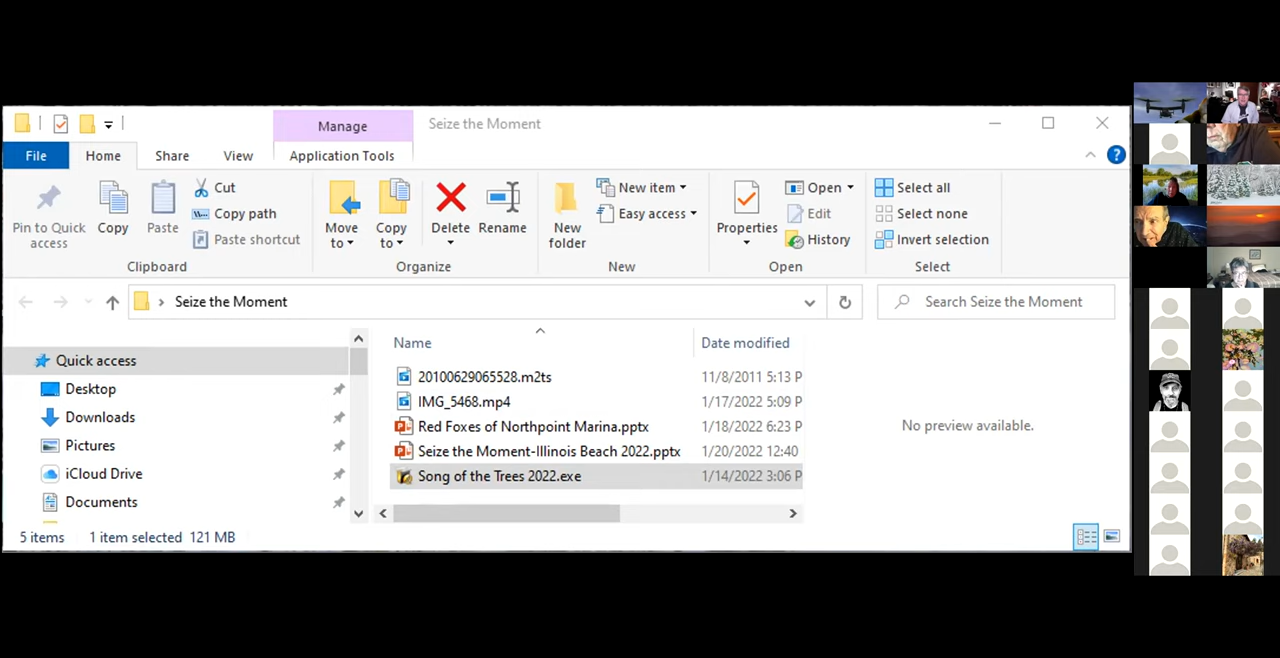 Manage
Seize the Moment
File
Home
Share
View
Application Tools
Pin to Quick access
Copy
Paste
Cut
Copy path
Paste shortcut
Clipboard
Move to
Copy to
Delete
Rename
Organize
New folder
New item
Easy access
New
Properties
Open
Edit
History
Open
Select all
Select none
Invert selection
Select
Seize the Moment
Search Seize the Moment
Quick access
Desktop
Downloads
Pictures
iCloud Drive
Documents
Name
Date modified
20100629065528.m2ts
11/8/2011 5:13 P
IMG_5468.mp4
1/17/2022 5:09 P
Red Foxes of Northpoint Marina.pptx
1/18/2022 6:23 P
Seize the Moment-Illinois Beach 2022.pptx
1/20/2022 12:40
Song of the Trees 2022.exe
1/14/2022 3:06 P
No preview available.
5 items
1 item selected 121 MB